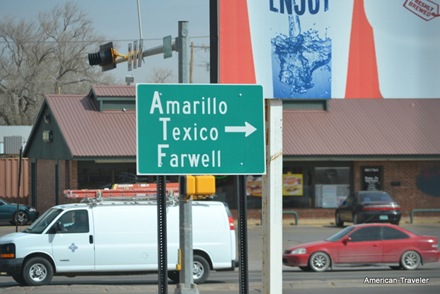 ENJOY
Amarillo
Texico
Farwell
American-Traveler